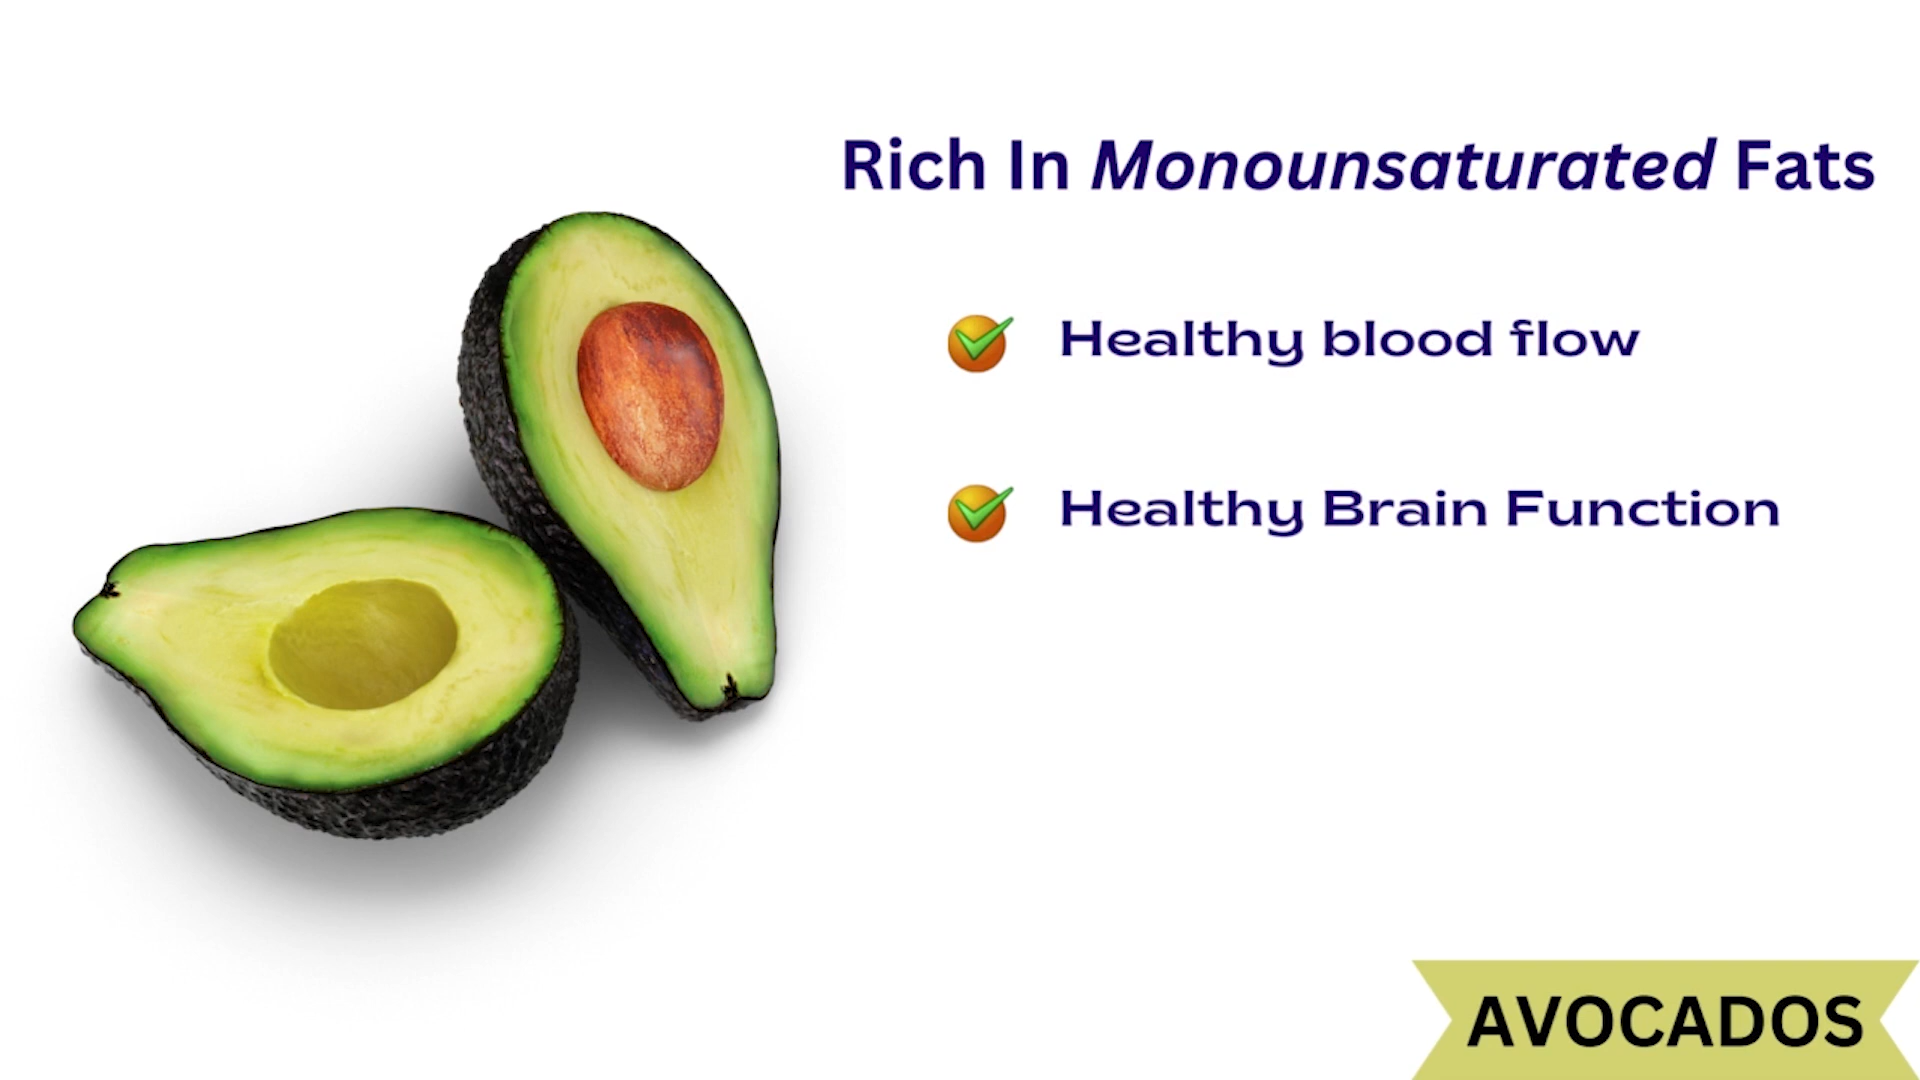 Rich In Monounsaturated Fats
Healthy blood flow
Healthy Brain Function
AVOCADOS